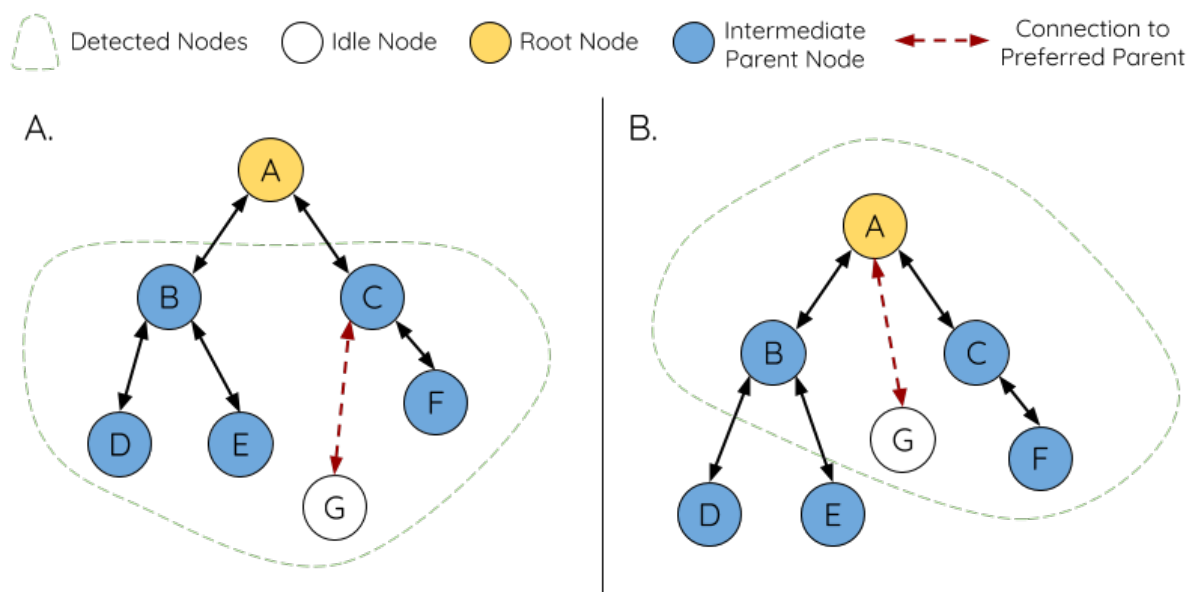 Detected Nodes
Idle Node
Root Node
Intermediate
Parent Node
Connection to
Preferred Parent
A.
A
B
C
D
E
F
G
B.
A
B
C
G
F
D
E